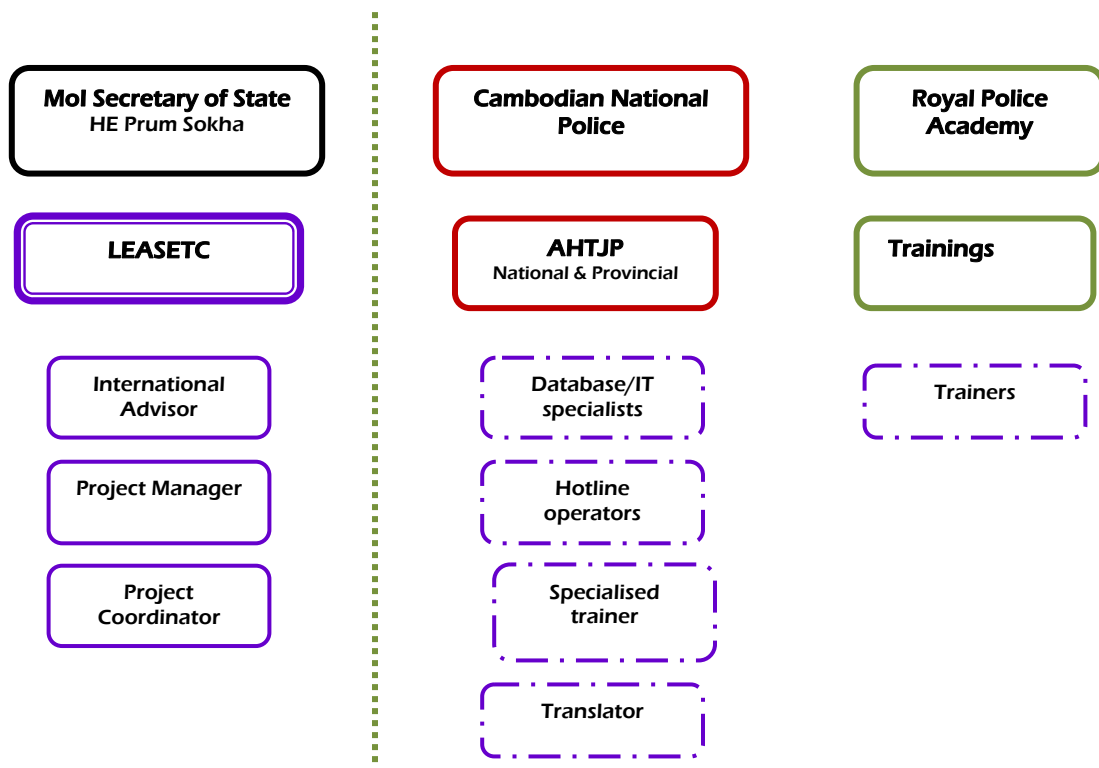 MoI Secretary of State
HE Prum Sokha
LEASETC
International
Advisor
Project Manager
Project
Coordinator
Cambodian National
Police
AHTJP
National & Provincial
Database/IT
specialists
Hotline
operators
Specialised
trainer
Translator
Royal Police
Academy
Trainings
Trainers